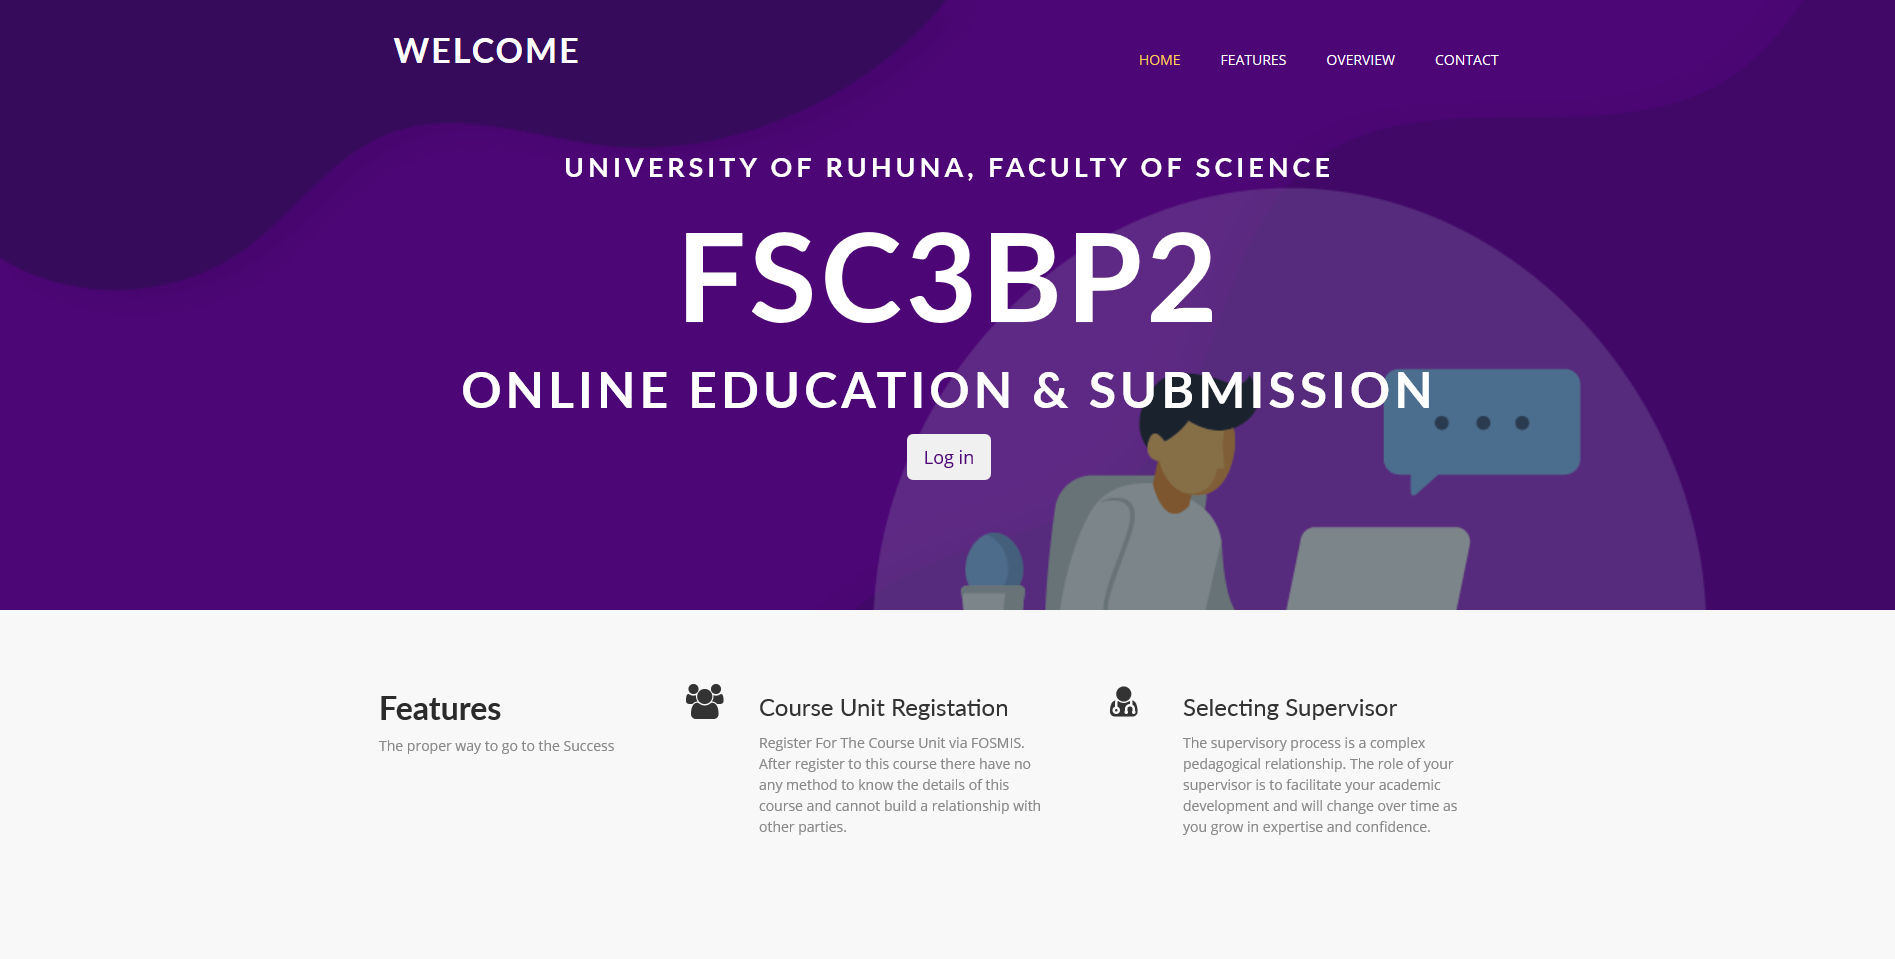 WELCOME
HOME FEATURES OVERVIEW CONTACT
UNIVERSITY OF RUHUNA, FACULTY OF SCIENCE
FSC3BP2
ONLINE EDUCATION & SUBMISSION
Log in
Features
The proper way to go to the Success
Course Unit Registation
Register For The Course Unit via FOSMIS.
After register to this course there have no
any method to know the details of this
course and cannot build a relationship with
other parties.
Selecting Supervisor
The supervisory process is a complex
pedagogical relationship. The role of your
supervisor is to facilitate your academic
development and will change over time as
you grow in expertise and confidence.